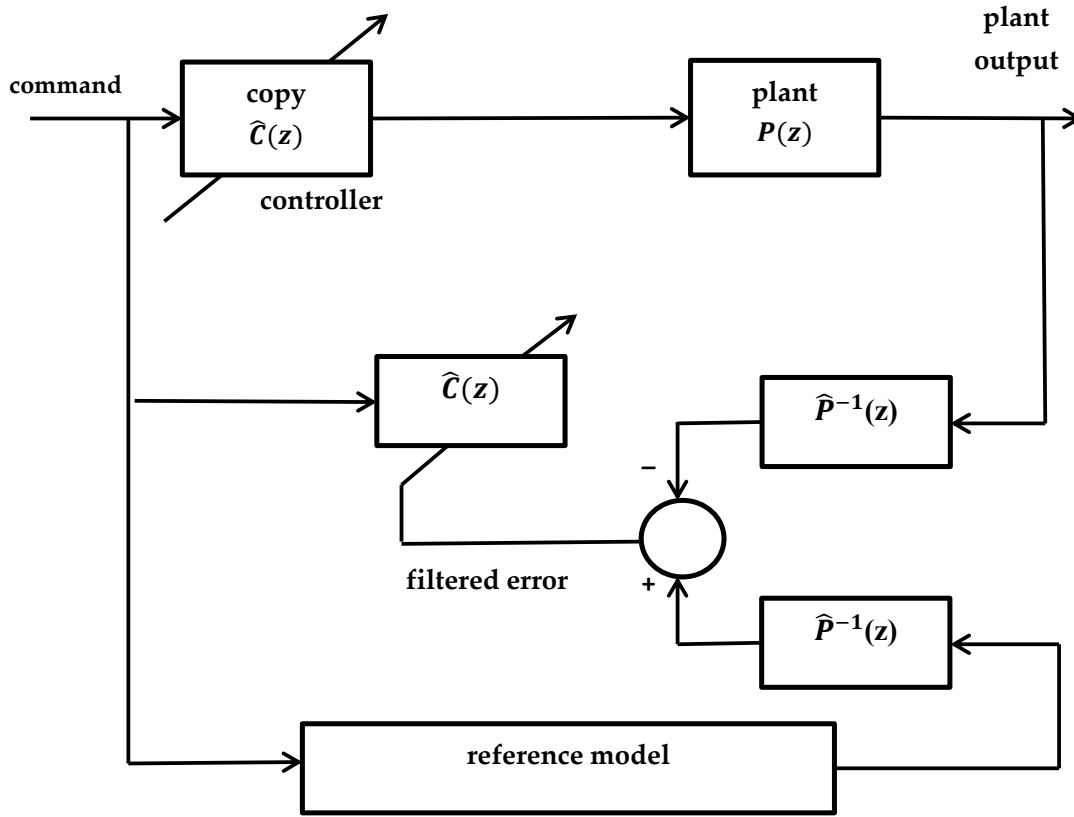 plant
output
command
copy
Ĉ(z)
plant
P(z)
controller
Ĉ(z)
P̂⁻¹(z)
−
+
filtered error
P̂⁻¹(z)
reference model